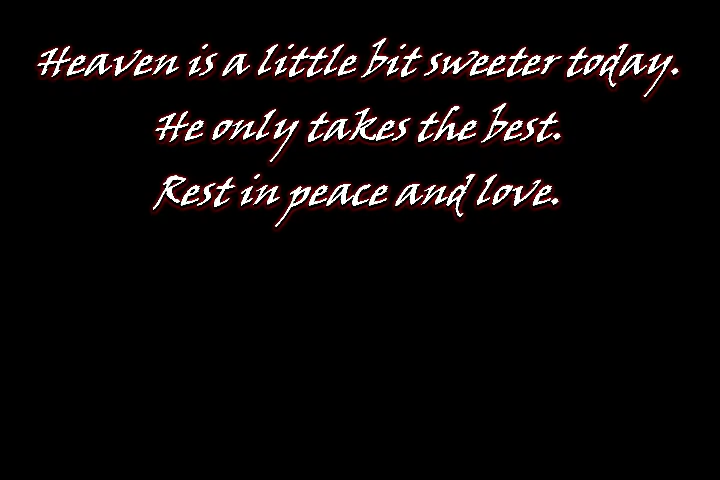 Heaven is a little bit sweeter today.
He only takes the best.
Rest in peace and love.